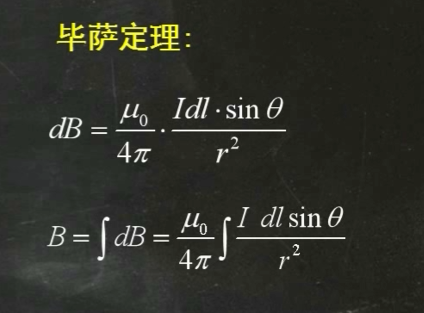 毕萨定理:
dB = \frac{\mu_0}{4\pi} \cdot \frac{Idl \cdot \sin\theta}{r^2}
B = \int dB = \frac{\mu_0}{4\pi} \int \frac{I\ dl \sin\theta}{r^2}